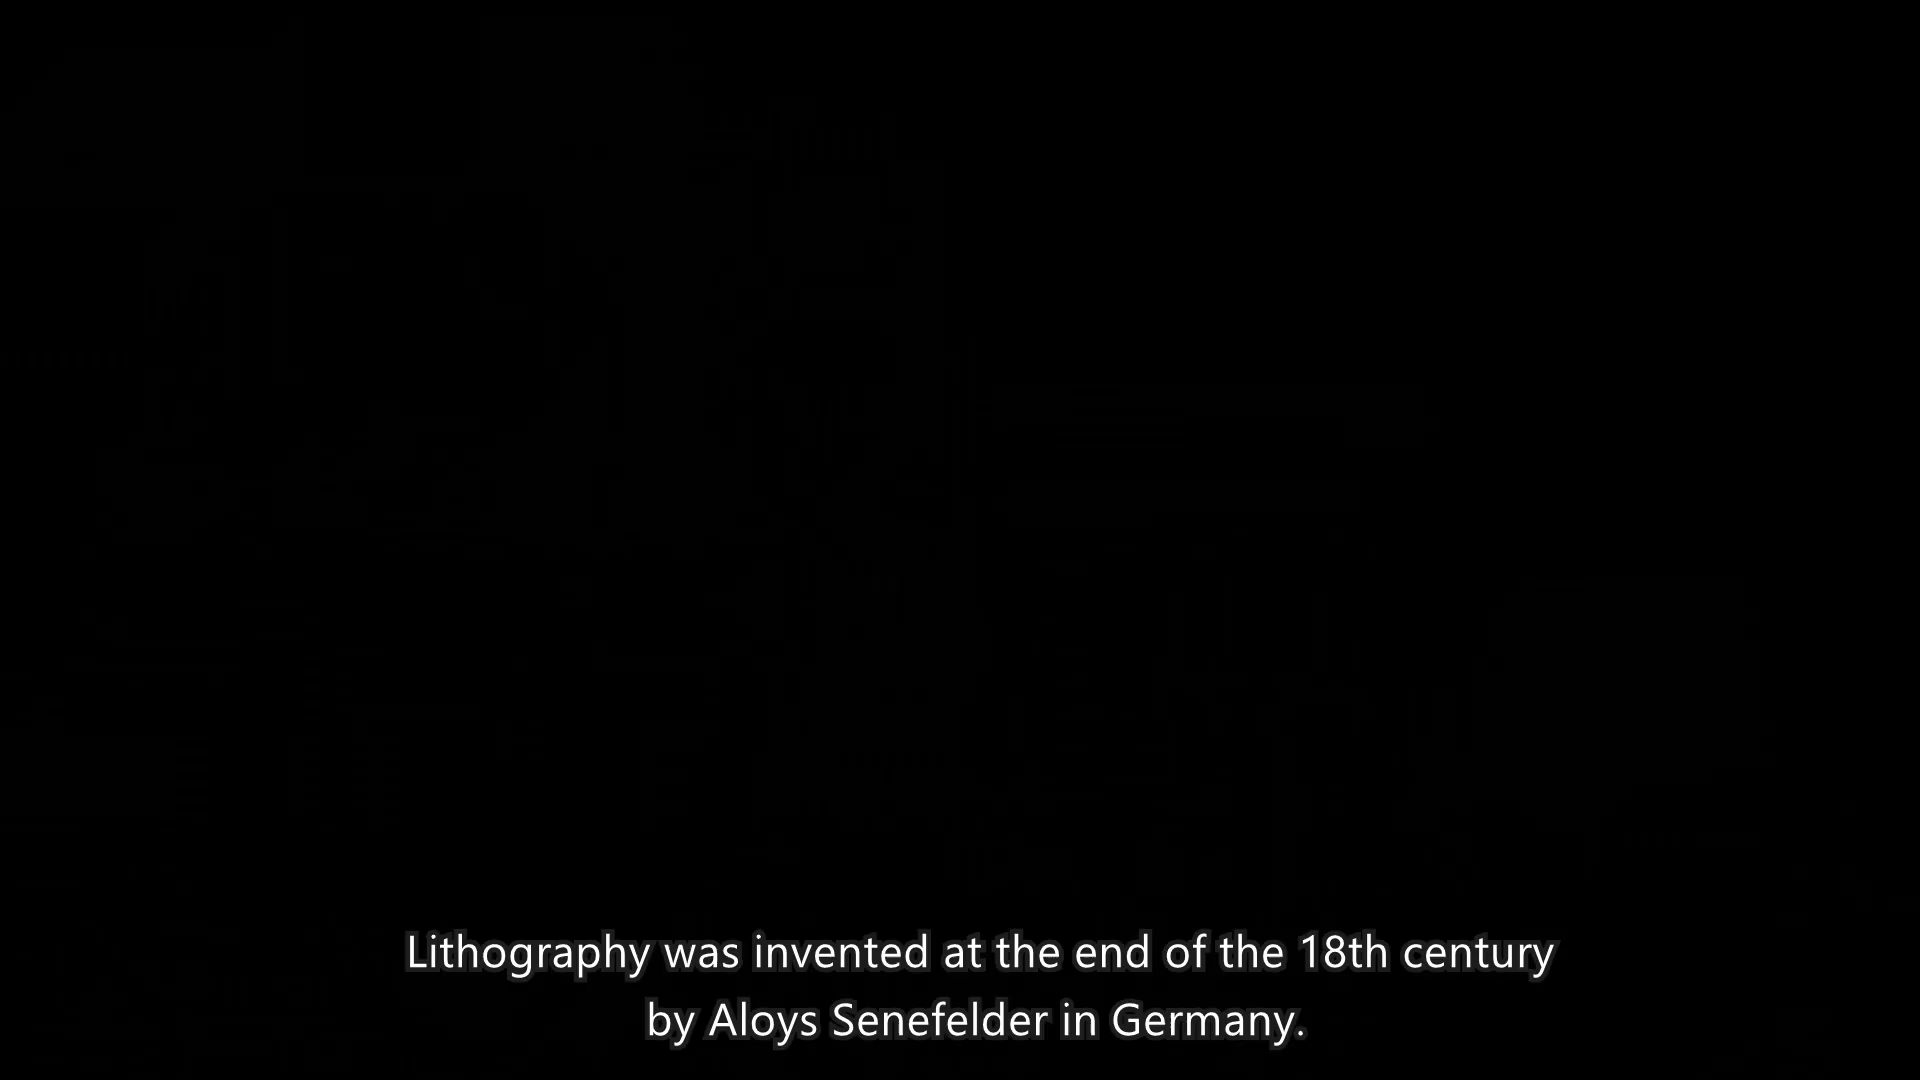 Lithography was invented at the end of the 18th century
by Aloys Senefelder in Germany.